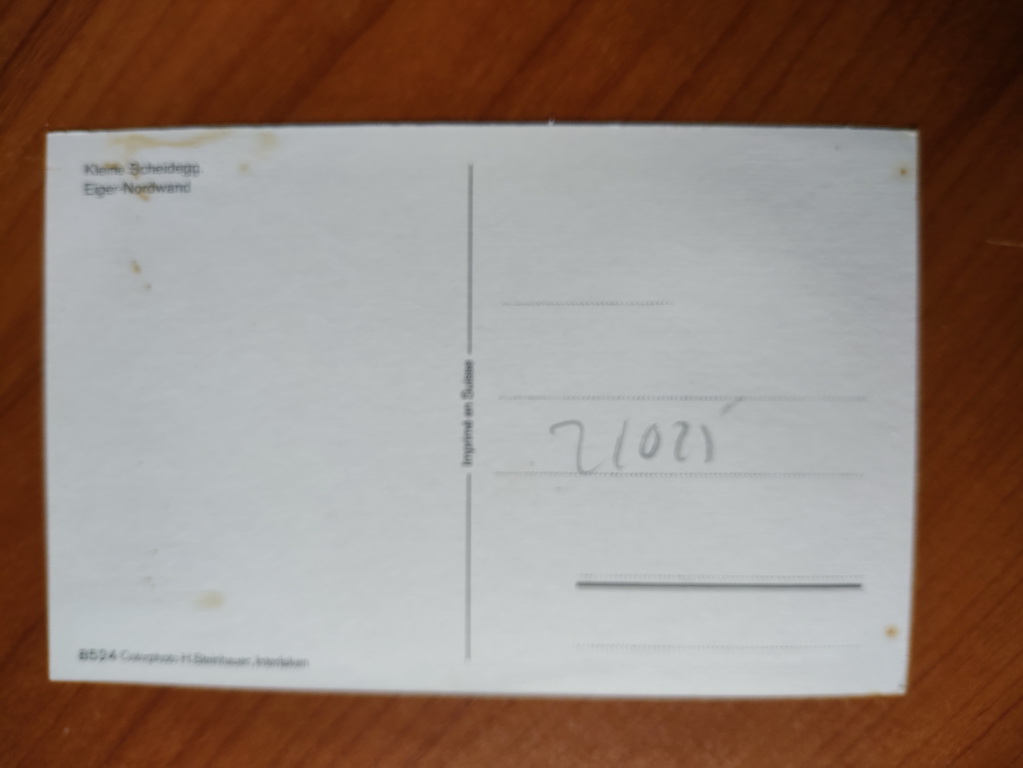 Kleine Scheidegg.
Eiger-Nordwand
Imprimé en Suisse
21021
8524 Colorphoto H. Steinhauer, Interlaken